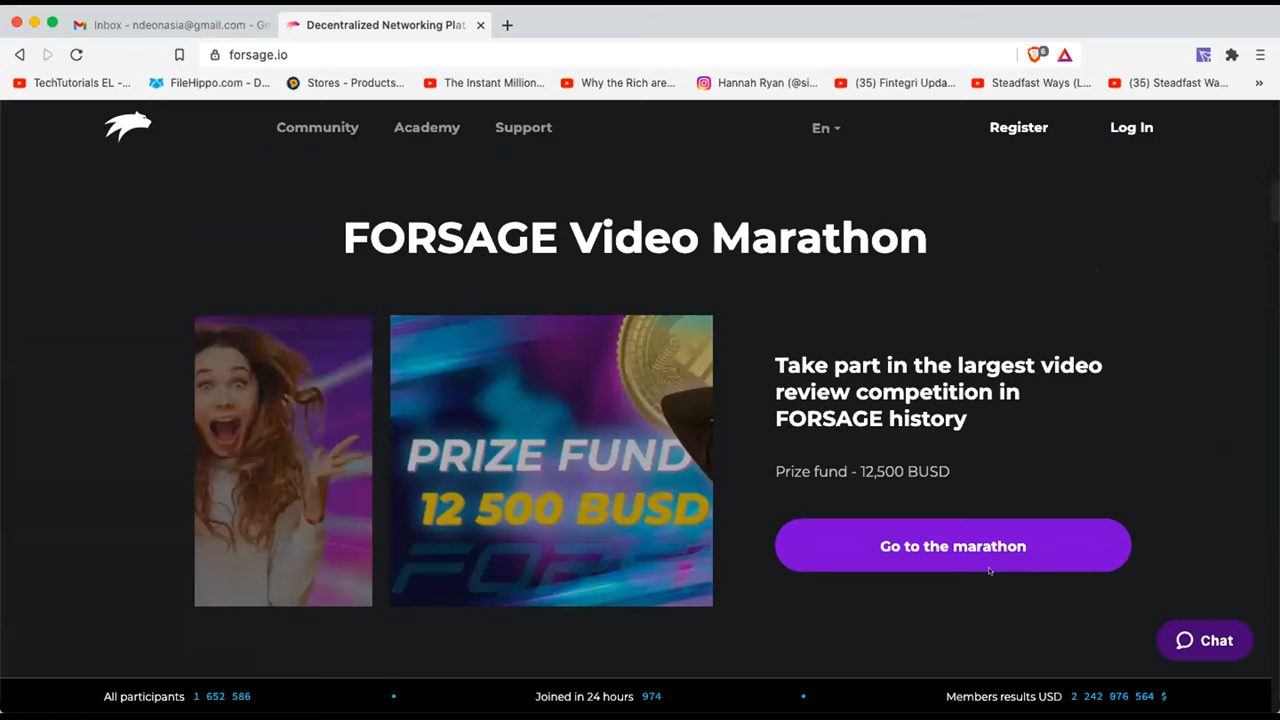 Inbox - ndeonasia@gmail.com - Gm
Decentralized Networking Plat
forsage.io
6
TechTutorials EL -...
FileHippo.com - D...
Stores - Products...
The Instant Million...
Why the Rich are...
Hannah Ryan (@si...
(35) Fintegri Upda...
Steadfast Ways (L...
(35) Steadfast Wa...
Community
Academy
Support
En
Register
Log In
FORSAGE Video Marathon
PRIZE FUND
12 500 BUSD
Take part in the largest video
review competition in
FORSAGE history
Prize fund - 12,500 BUSD
Go to the marathon
Chat
All participants 1 652 586
Joined in 24 hours 974
Members results USD 2 242 076 564 $